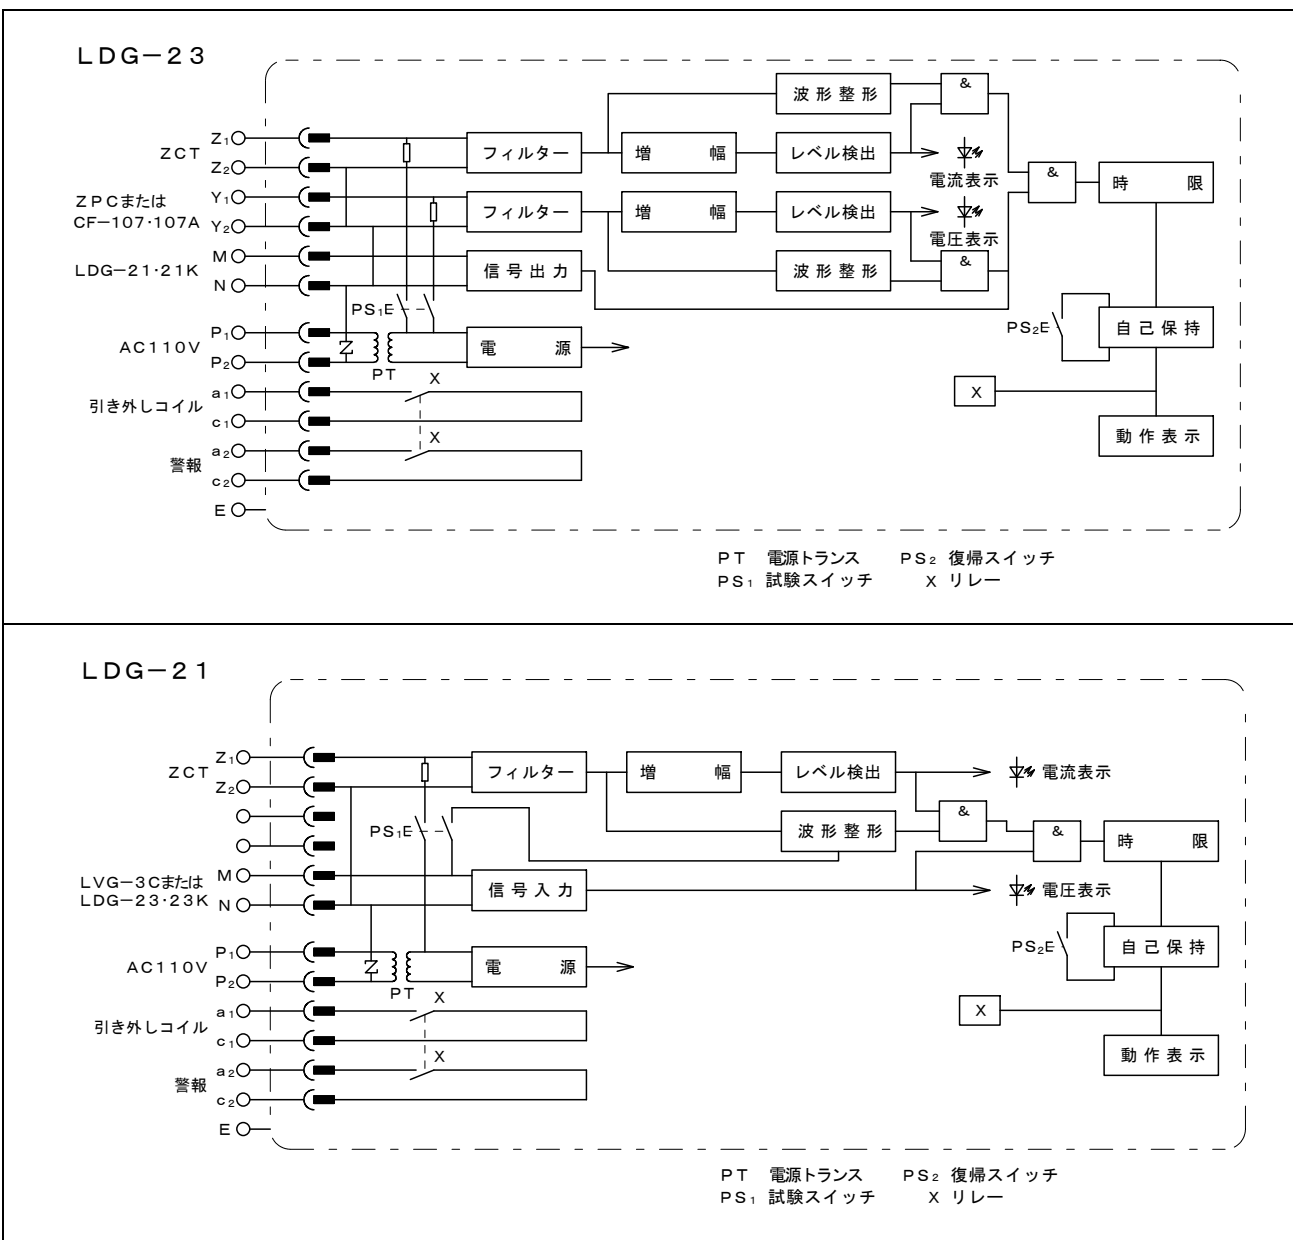 LDG−23
波形整形
&
Z₁
ZCT
Z₂
フィルター
増 幅
レベル検出
電流表示
&
時 限
ZPCまたは
CF−107・107A
Y₁
Y₂
フィルター
増 幅
レベル検出
電圧表示
&
M
LDG−21・21K
N
信号出力
波形整形
PS₁E
PS₂E
自己保持
P₁
AC110V
P₂
PT
電 源
X
a₁
引き外しコイル
c₁
X
X
動作表示
a₂
警報
c₂
E
PT 電源トランス PS₂ 復帰スイッチ
PS₁ 試験スイッチ X リレー
LDG−21
Z₁
ZCT
Z₂
フィルター
増 幅
レベル検出
電流表示
PS₁E
波形整形
&
&
時 限
M
LVG−3Cまたは
LDG−23・23K
N
信号入力
電圧表示
PS₂E
自己保持
P₁
AC110V
P₂
PT
電 源
X
a₁
引き外しコイル
c₁
X
X
動作表示
a₂
警報
c₂
E
PT 電源トランス PS₂ 復帰スイッチ
PS₁ 試験スイッチ X リレー